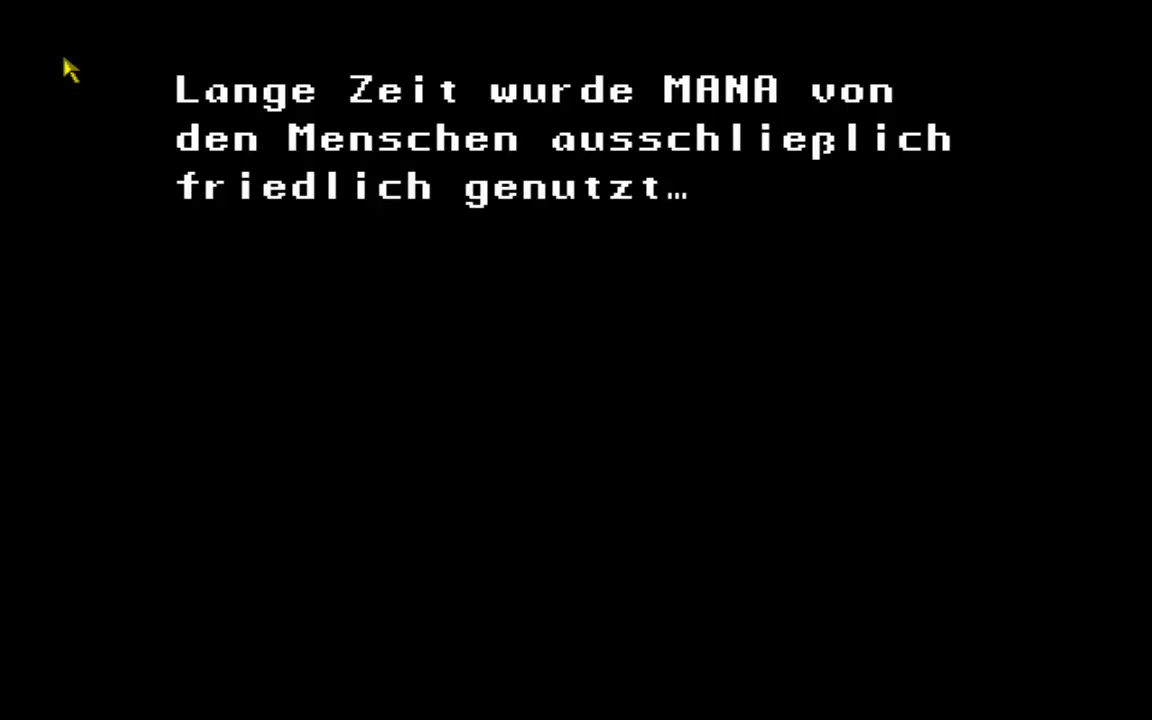 Lange Zeit wurde MANA von
den Menschen ausschließlich
friedlich genutzt…